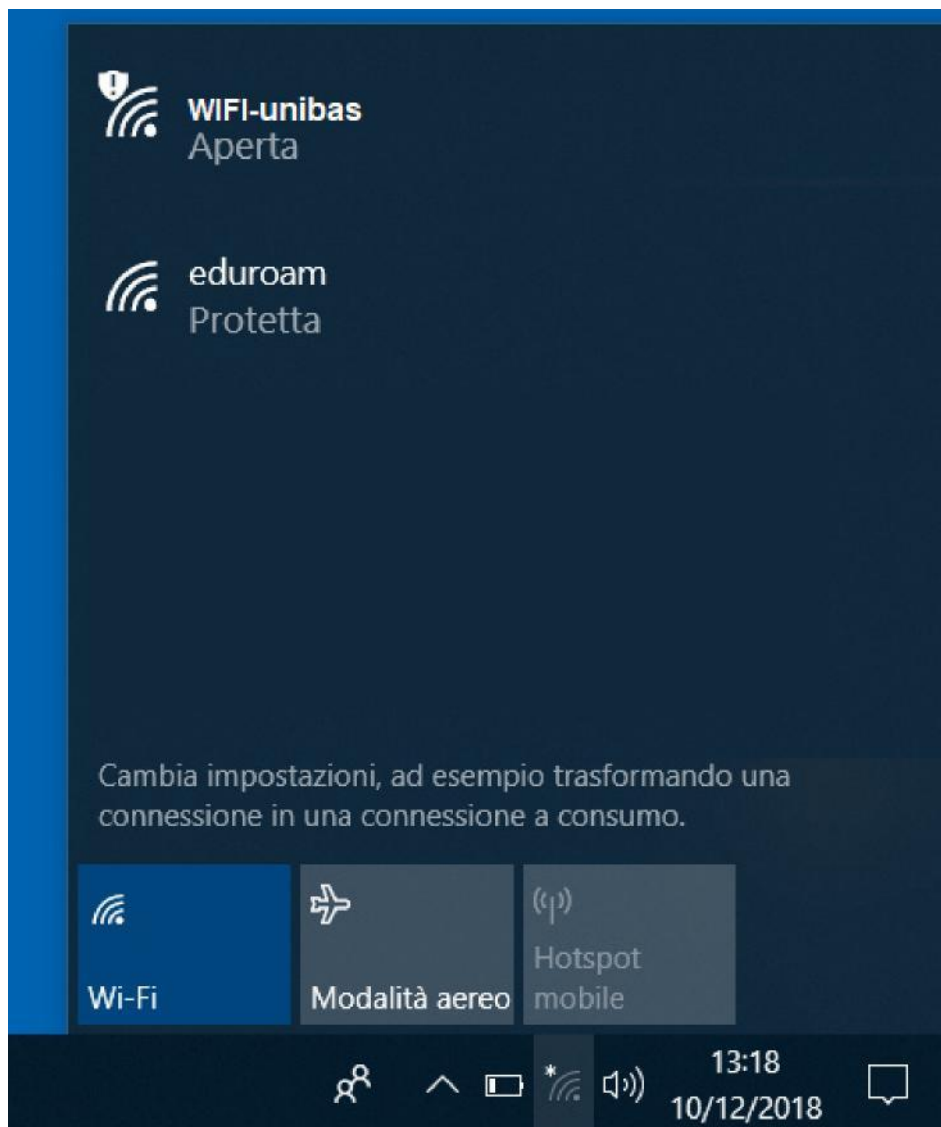 WIFI-unibas
Aperta
eduroam
Protetta
Cambia impostazioni, ad esempio trasformando una
connessione in una connessione a consumo.
Wi-Fi
Modalità aereo
Hotspot
mobile
13:18
10/12/2018